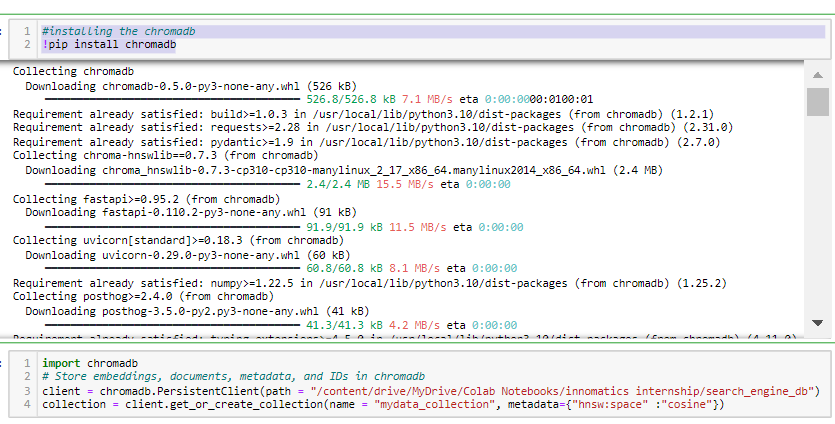 1 #installing the chromadb
2 !pip install chromadb
Collecting chromadb
Downloading chromadb-0.5.0-py3-none-any.whl (526 kB)
526.8/526.8 kB 7.1 MB/s eta 0:00:0000:0100:01
Requirement already satisfied: build>=1.0.3 in /usr/local/lib/python3.10/dist-packages (from chromadb) (1.2.1)
Requirement already satisfied: requests>=2.28 in /usr/local/lib/python3.10/dist-packages (from chromadb) (2.31.0)
Requirement already satisfied: pydantic>=1.9 in /usr/local/lib/python3.10/dist-packages (from chromadb) (2.7.0)
Collecting chroma-hnswlib==0.7.3 (from chromadb)
Downloading chroma_hnswlib-0.7.3-cp310-cp310-manylinux_2_17_x86_64.manylinux2014_x86_64.whl (2.4 MB)
2.4/2.4 MB 15.5 MB/s eta 0:00:00
Collecting fastapi>=0.95.2 (from chromadb)
Downloading fastapi-0.110.2-py3-none-any.whl (91 kB)
91.9/91.9 kB 11.5 MB/s eta 0:00:00
Collecting uvicorn[standard]>=0.18.3 (from chromadb)
Downloading uvicorn-0.29.0-py3-none-any.whl (60 kB)
60.8/60.8 kB 8.1 MB/s eta 0:00:00
Requirement already satisfied: numpy>=1.22.5 in /usr/local/lib/python3.10/dist-packages (from chromadb) (1.25.2)
Collecting posthog>=2.4.0 (from chromadb)
Downloading posthog-3.5.0-py2.py3-none-any.whl (41 kB)
41.3/41.3 kB 4.2 MB/s eta 0:00:00
Requirement already satisfied: typing-extensions>=4.5.0 in /usr/local/lib/python3.10/dist-packages (from chromadb) (4.11.0)
1 import chromadb
2 # Store embeddings, documents, metadata, and IDs in chromadb
3 client = chromadb.PersistentClient(path = "/content/drive/MyDrive/Colab Notebooks/innomatics internship/search_engine_db")
4 collection = client.get_or_create_collection(name = "mydata_collection", metadata={"hnsw:space" :"cosine"})